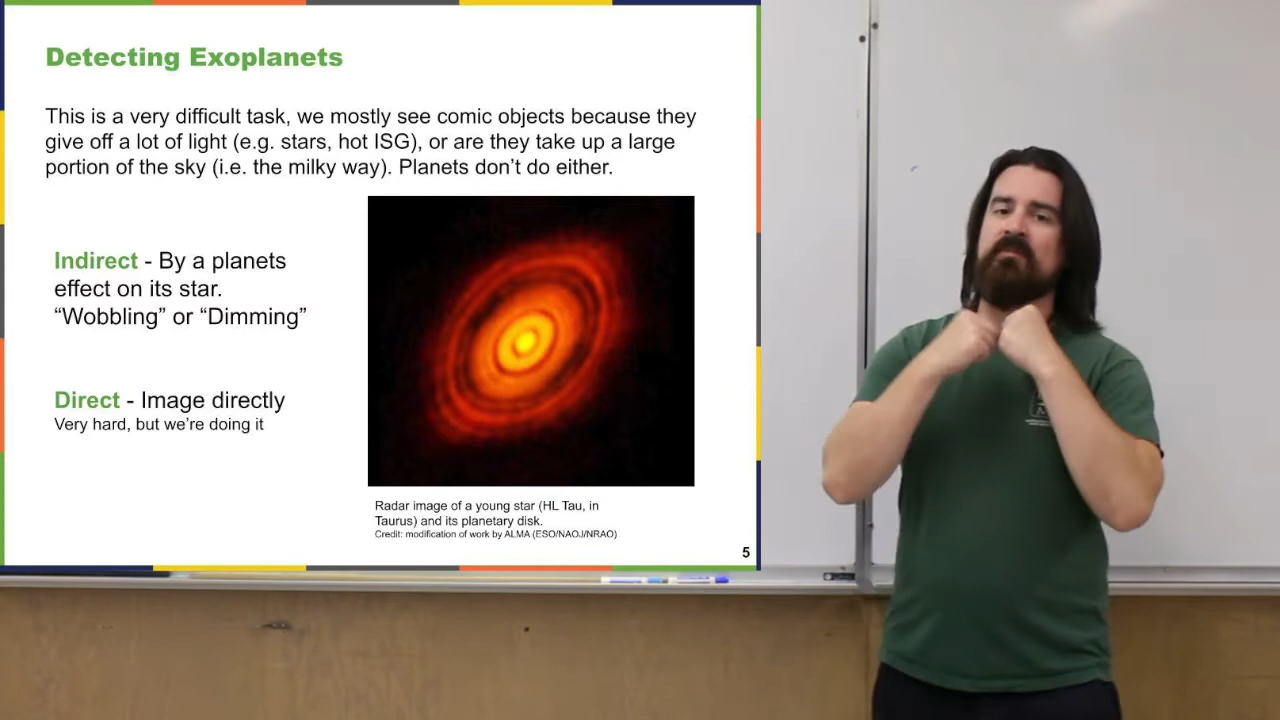 Detecting Exoplanets
This is a very difficult task, we mostly see comic objects because they
give off a lot of light (e.g. stars, hot ISG), or are they take up a large
portion of the sky (i.e. the milky way). Planets don’t do either.
Indirect - By a planets
effect on its star.
“Wobbling” or “Dimming”
Direct - Image directly
Very hard, but we’re doing it
Radar image of a young star (HL Tau, in
Taurus) and its planetary disk.
Credit: modification of work by ALMA (ESO/NAOJ/NRAO)
5